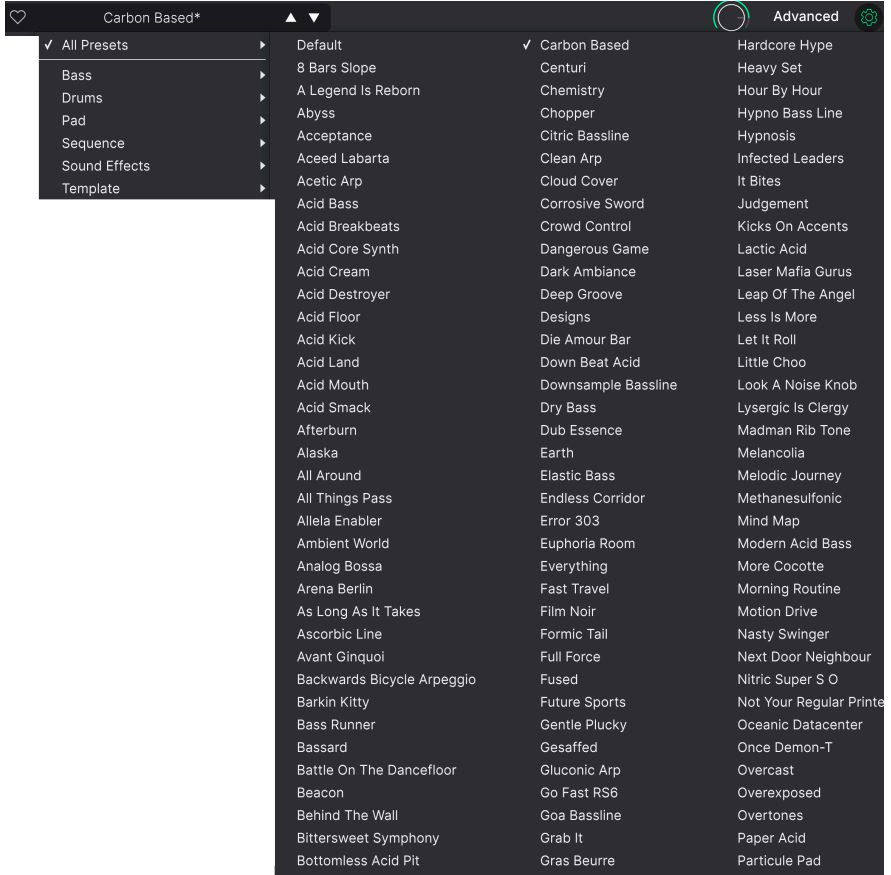 Carbon Based*
Advanced
All Presets
Bass
Drums
Pad
Sequence
Sound Effects
Template
Default
8 Bars Slope
A Legend Is Reborn
Abyss
Acceptance
Aceed Labarta
Acetic Arp
Acid Bass
Acid Breakbeats
Acid Core Synth
Acid Cream
Acid Destroyer
Acid Floor
Acid Kick
Acid Land
Acid Mouth
Acid Smack
Afterburn
Alaska
All Around
All Things Pass
Allela Enabler
Ambient World
Analog Bossa
Arena Berlin
As Long As It Takes
Ascorbic Line
Avant Ginquoi
Backwards Bicycle Arpeggio
Barkin Kitty
Bass Runner
Bassard
Battle On The Dancefloor
Beacon
Behind The Wall
Bittersweet Symphony
Bottomless Acid Pit
Carbon Based
Centuri
Chemistry
Chopper
Citric Bassline
Clean Arp
Cloud Cover
Corrosive Sword
Crowd Control
Dangerous Game
Dark Ambiance
Deep Groove
Designs
Die Amour Bar
Down Beat Acid
Downsample Bassline
Dry Bass
Dub Essence
Earth
Elastic Bass
Endless Corridor
Error 303
Euphoria Room
Everything
Fast Travel
Film Noir
Formic Tail
Full Force
Fused
Future Sports
Gentle Plucky
Gesaffed
Gluconic Arp
Go Fast RS6
Goa Bassline
Grab It
Gras Beurre
Hardcore Hype
Heavy Set
Hour By Hour
Hypno Bass Line
Hypnosis
Infected Leaders
It Bites
Judgement
Kicks On Accents
Lactic Acid
Laser Mafia Gurus
Leap Of The Angel
Less Is More
Let It Roll
Little Choo
Look A Noise Knob
Lysergic Is Clergy
Madman Rib Tone
Melancolia
Melodic Journey
Methanesulfonic
Mind Map
Modern Acid Bass
More Cocotte
Morning Routine
Motion Drive
Nasty Swinger
Next Door Neighbour
Nitric Super S O
Not Your Regular Printe
Oceanic Datacenter
Once Demon-T
Overcast
Overexposed
Overtones
Paper Acid
Particule Pad